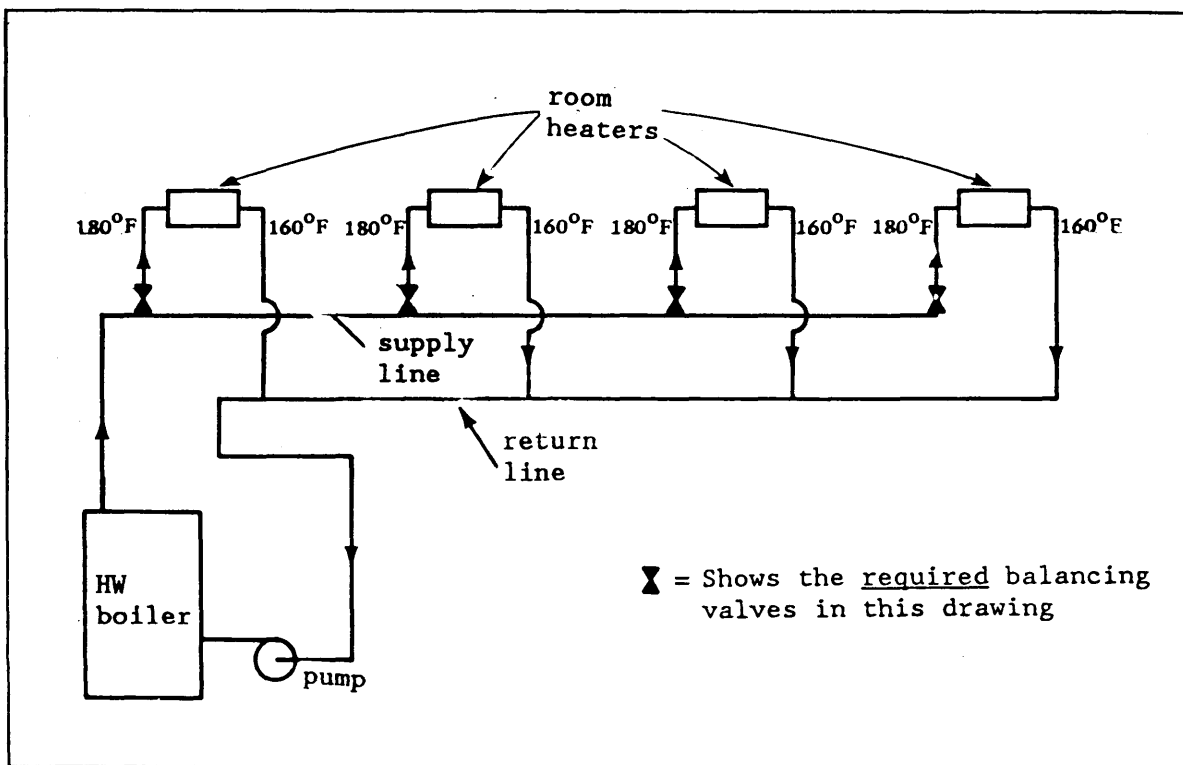 room
heaters
180°F 160°F 180°F 160°F 180°F 160°F 180°F 160°F
supply
line
return
line
HW
boiler
pump
= Shows the required balancing
valves in this drawing